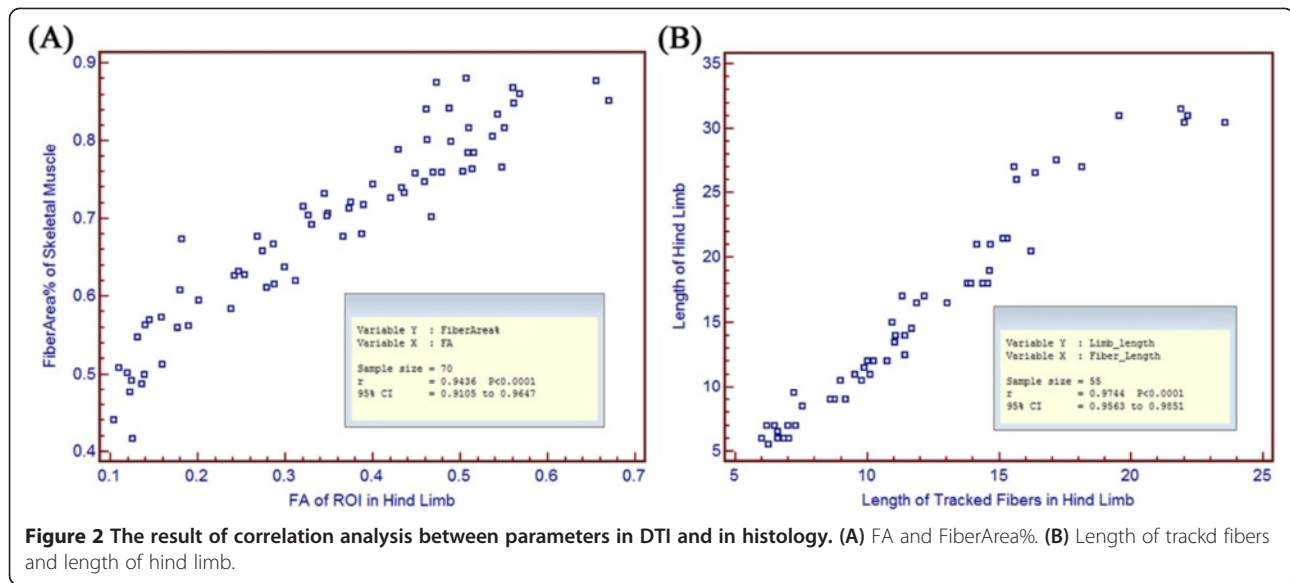 (A)
FiberArea% of Skeletal Muscle
0.9
0.8
0.7
0.6
0.5
0.4
0.1 0.2 0.3 0.4 0.5 0.6 0.7
FA of ROI in Hind Limb
Variable Y : FiberArea%
Variable X : FA
Sample size = 70
r = 0.9436 P<0.0001
95% CI = 0.9105 to 0.9647
(B)
Length of Hind Limb
35
30
25
20
15
10
5
5 10 15 20 25
Length of Tracked Fibers in Hind Limb
Variable Y : Limb_length
Variable X : Fiber_Length
Sample size = 55
r = 0.9744 P<0.0001
95% CI = 0.9563 to 0.9851
Figure 2 The result of correlation analysis between parameters in DTI and in histology. (A) FA and FiberArea%. (B) Length of trackd fibers
and length of hind limb.